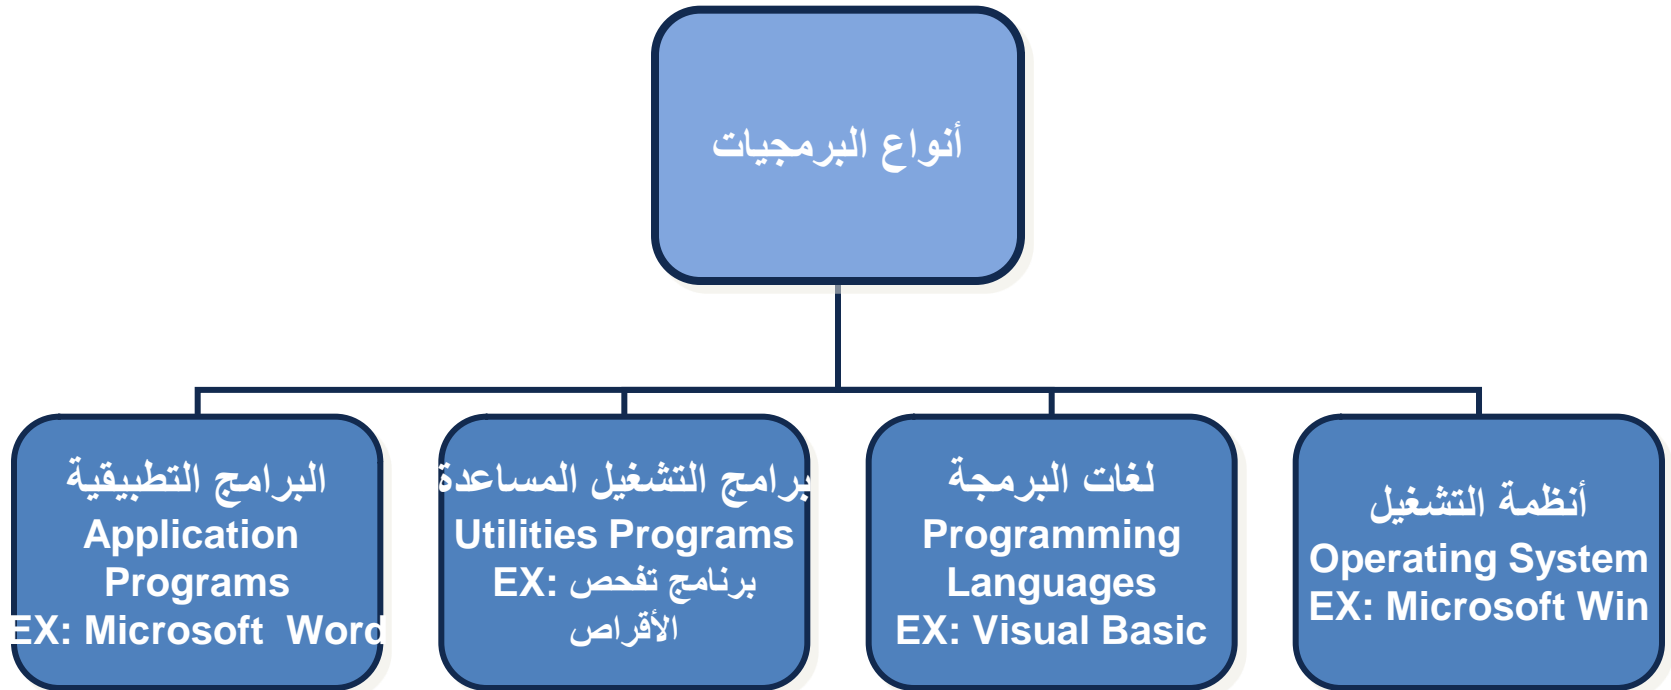 أنواع البرمجيات
أنظمة التشغيل
Operating System
EX: Microsoft Win
لغات البرمجة
Programming
Languages
EX: Visual Basic
برامج التشغيل المساعدة
Utilities Programs
EX: برنامج تفحص
الأقراص
البرامج التطبيقية
Application
Programs
EX: Microsoft Word